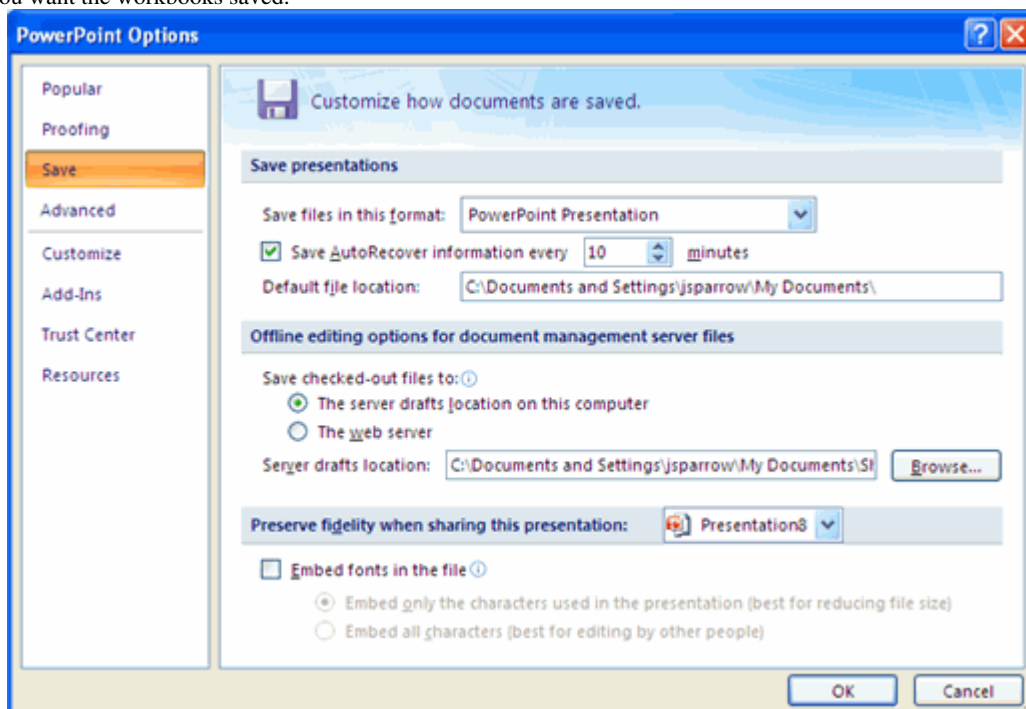 ou want the workbooks saved.
PowerPoint Options
Popular
Proofing
Save
Advanced
Customize
Add-Ins
Trust Center
Resources
Customize how documents are saved.
Save presentations
Save files in this format: PowerPoint Presentation
Save AutoRecover information every 10 minutes
Default file location: C:\Documents and Settings\jsparrow\My Documents\
Offline editing options for document management server files
Save checked-out files to:
The server drafts location on this computer
The web server
Server drafts location: C:\Documents and Settings\jsparrow\My Documents\SI Browse...
Preserve fidelity when sharing this presentation: Presentation8
Embed fonts in the file
Embed only the characters used in the presentation (best for reducing file size)
Embed all characters (best for editing by other people)
OK Cancel